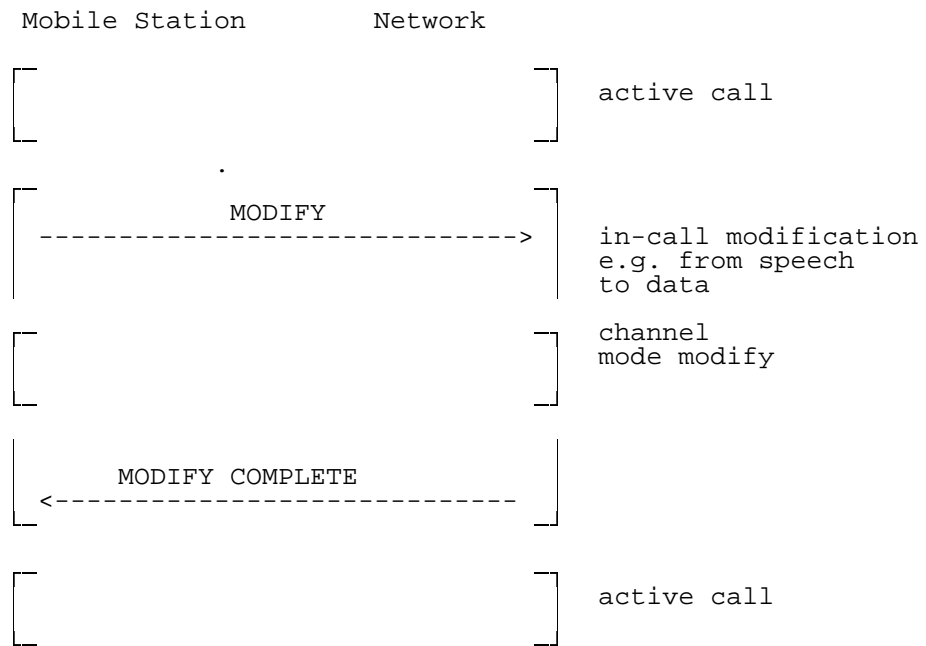 Mobile Station Network
active call
.
MODIFY
------------------------------>
in-call modification
e.g. from speech
to data
channel
mode modify
MODIFY COMPLETE
<-----------------------------
active call